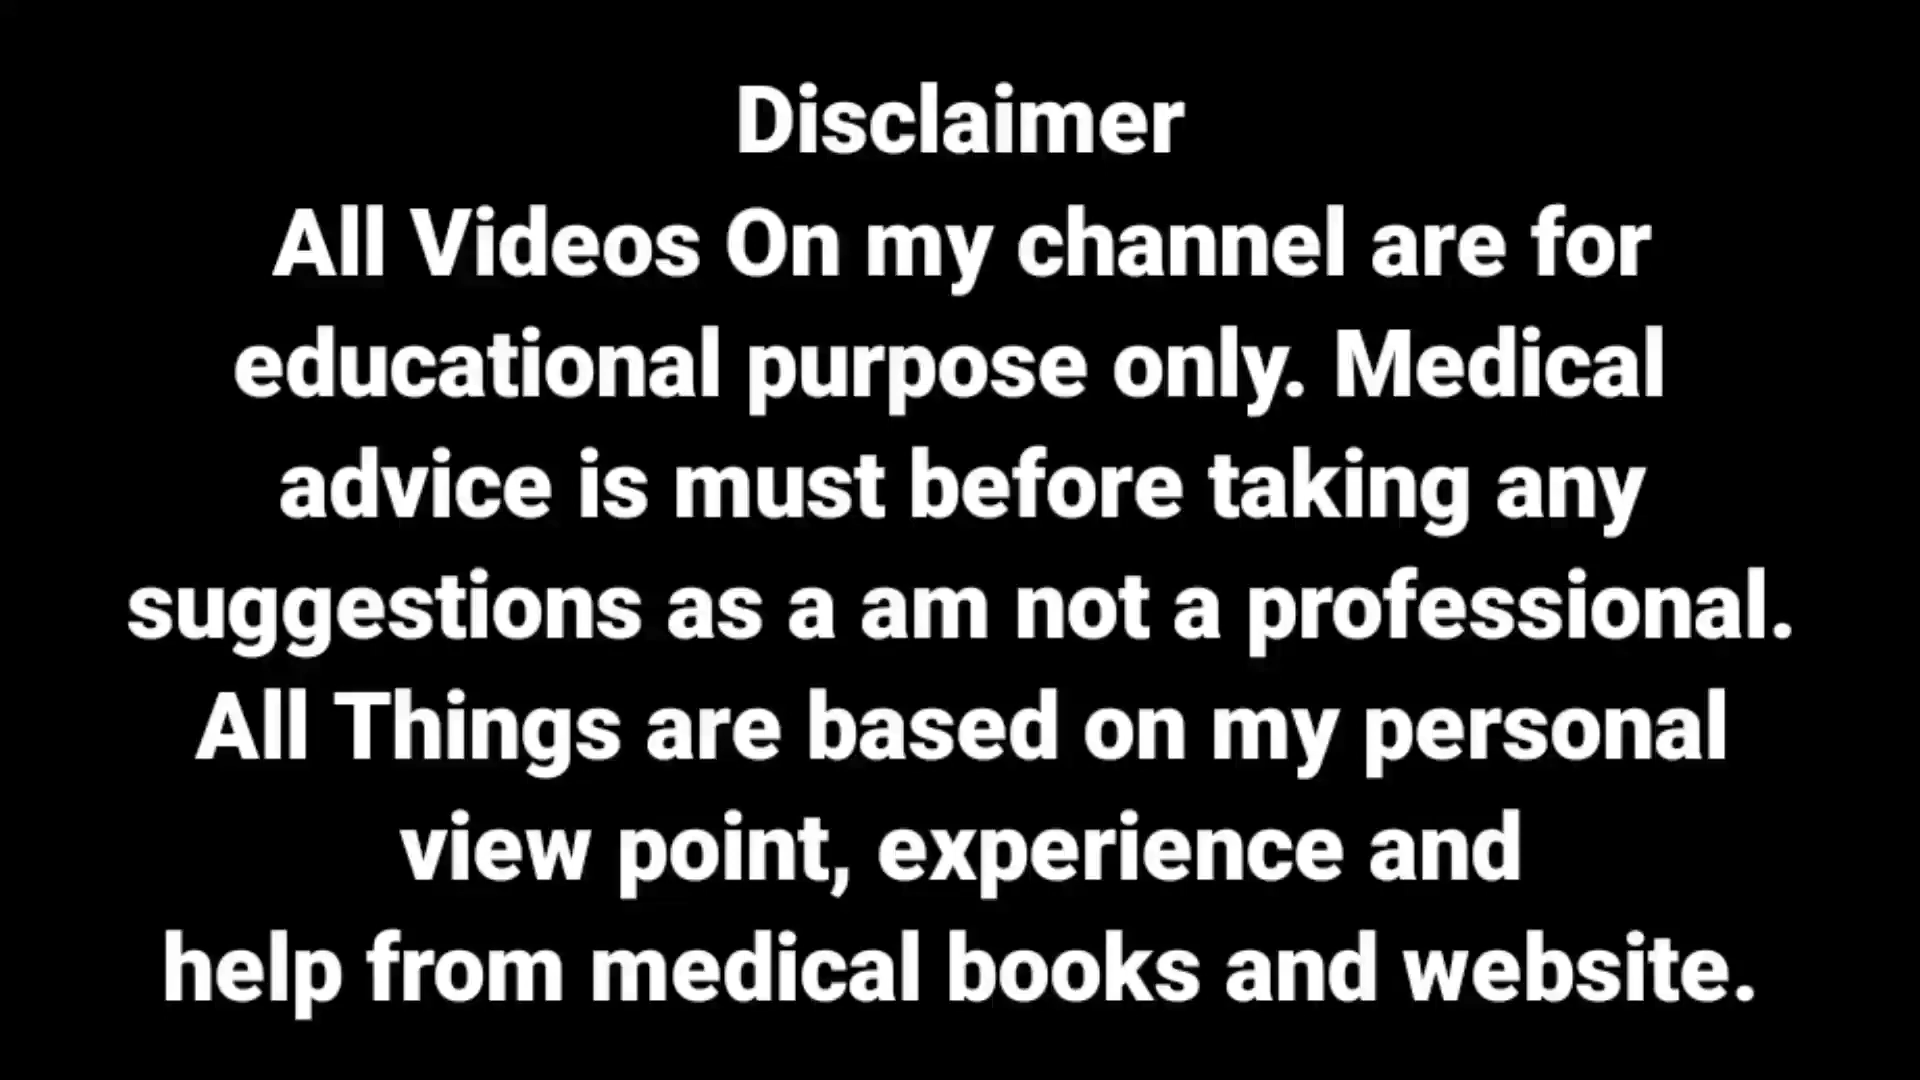 Disclaimer
All Videos On my channel are for
educational purpose only. Medical
advice is must before taking any
suggestions as a am not a professional.
All Things are based on my personal
view point, experience and
help from medical books and website.